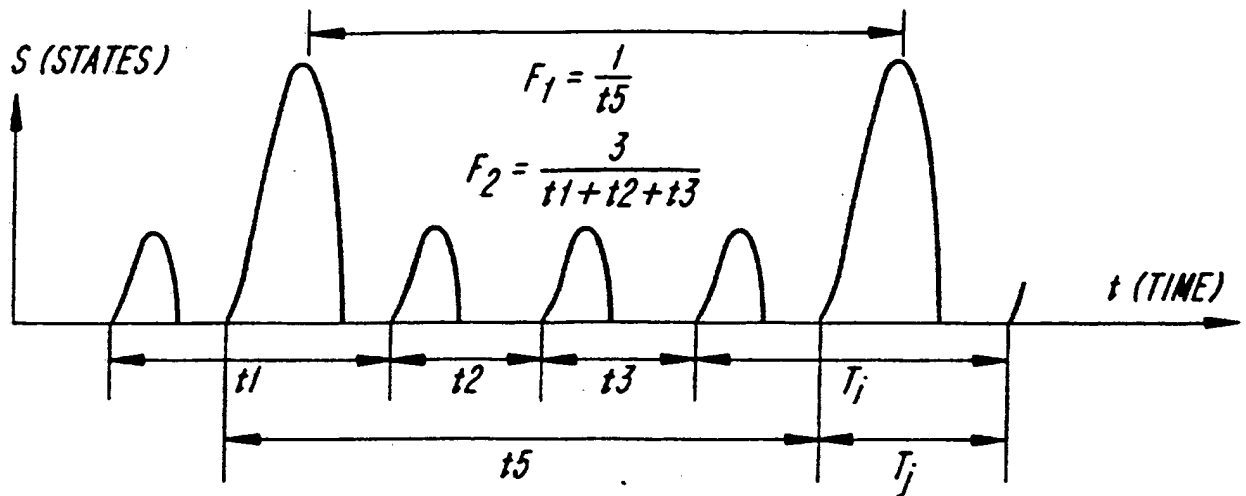 S (STATES)
F1 = 1/t5
F2 = 3/t1+t2+t3
t (TIME)
t1 t2 t3 Ti
t5 Tj